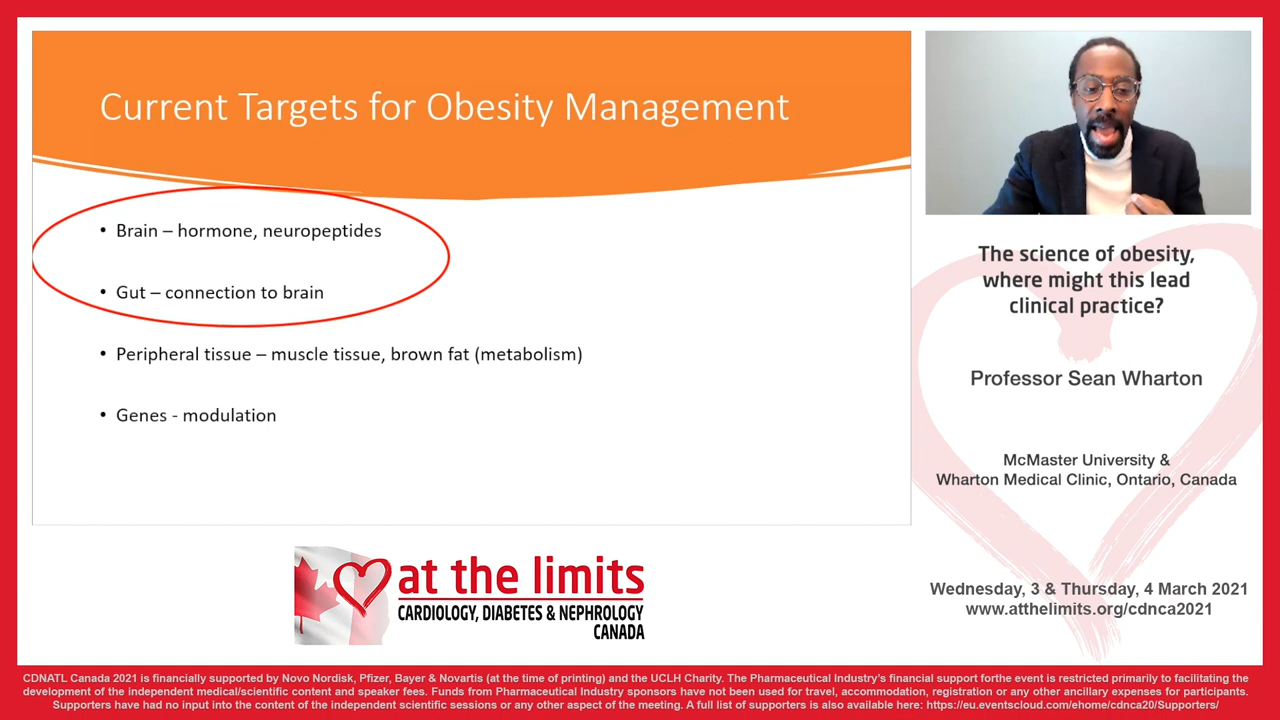 Current Targets for Obesity Management
• Brain – hormone, neuropeptides
• Gut – connection to brain
• Peripheral tissue – muscle tissue, brown fat (metabolism)
• Genes - modulation
The science of obesity,
where might this lead
clinical practice?
Professor Sean Wharton
McMaster University &
Wharton Medical Clinic, Ontario, Canada
Wednesday, 3 & Thursday, 4 March 2021
www.atthelimits.org/cdnca2021
at the limits
CARDIOLOGY, DIABETES & NEPHROLOGY
CANADA
CDNATL Canada 2021 is financially supported by Novo Nordisk, Pfizer, Bayer & Novartis (at the time of printing) and the UCLH Charity. The Pharmaceutical Industry's financial support forthe event is restricted primarily to facilitating the
development of the independent medical/scientific content and speaker fees. Funds from Pharmaceutical Industry sponsors have not been used for travel, accommodation, registration or any other ancillary expenses for participants.
Supporters have had no input into the content of the independent scientific sessions or any other aspect of the meeting. A full list of supporters is also available here: https://eu.eventscloud.com/ehome/cdnca20/Supporters/